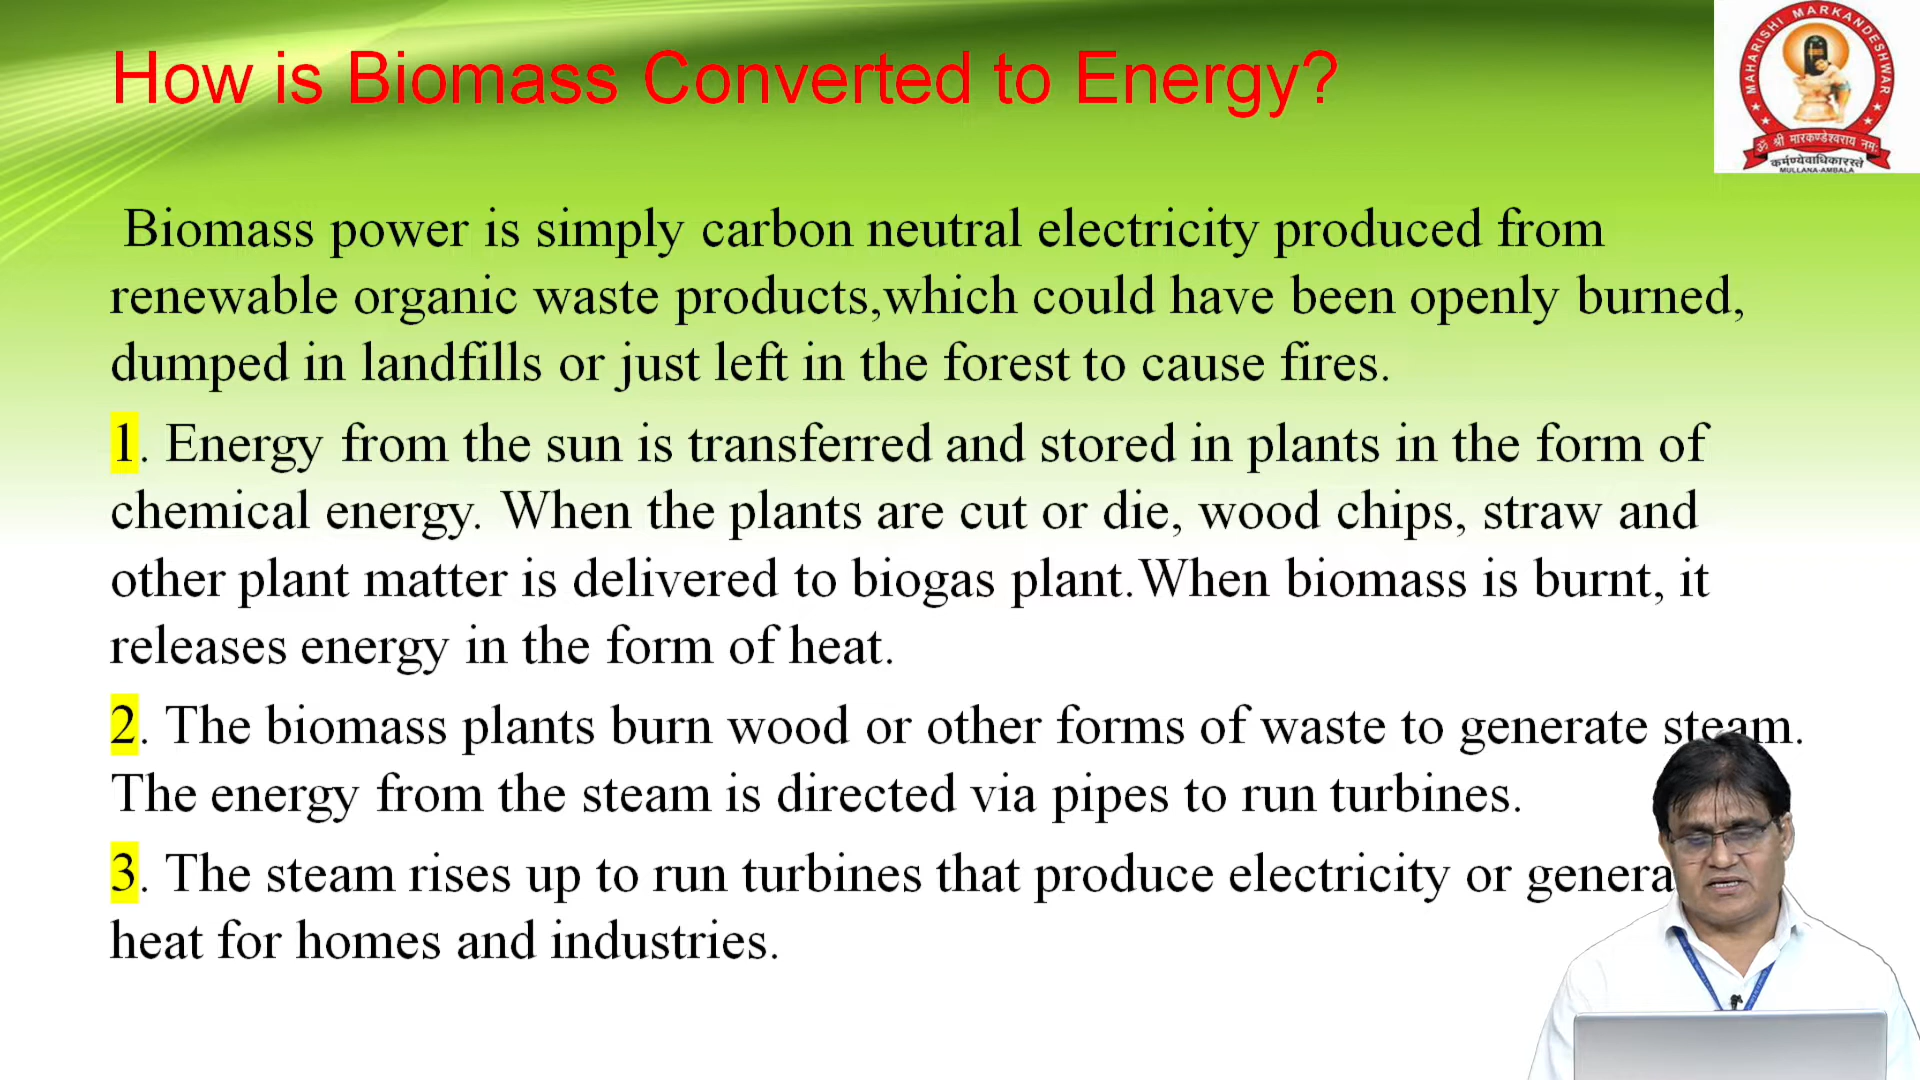 How is Biomass Converted to Energy?
MAHARISHI MARKANDESHWAR
ॐ श्री मारकण्डेश्वराय नमः
कर्मण्येवाधिकारस्ते
MULLANA-AMBALA
Biomass power is simply carbon neutral electricity produced from
renewable organic waste products,which could have been openly burned,
dumped in landfills or just left in the forest to cause fires.
1. Energy from the sun is transferred and stored in plants in the form of
chemical energy. When the plants are cut or die, wood chips, straw and
other plant matter is delivered to biogas plant.When biomass is burnt, it
releases energy in the form of heat.
2. The biomass plants burn wood or other forms of waste to generate steam.
The energy from the steam is directed via pipes to run turbines.
3. The steam rises up to run turbines that produce electricity or
heat for homes and industries.